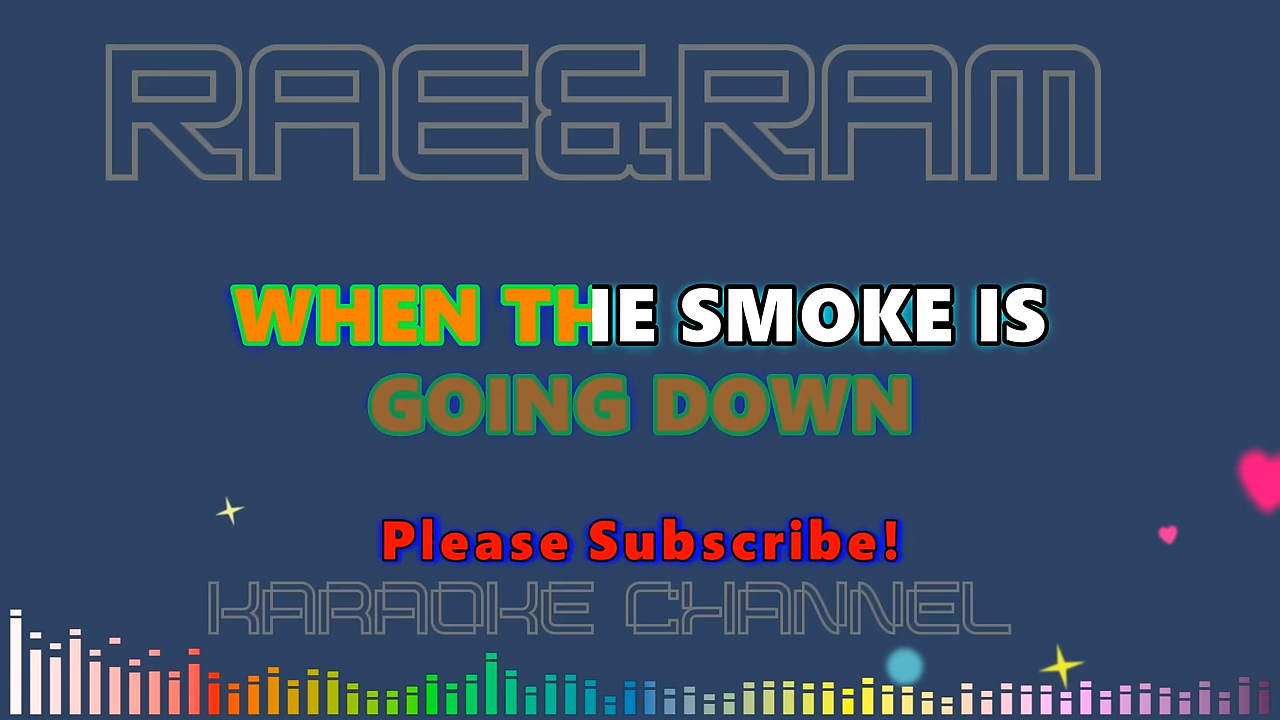 RAE&RAM
WHEN THE SMOKE IS
GOING DOWN
Please Subscribe!
KARAOKE CHANNEL